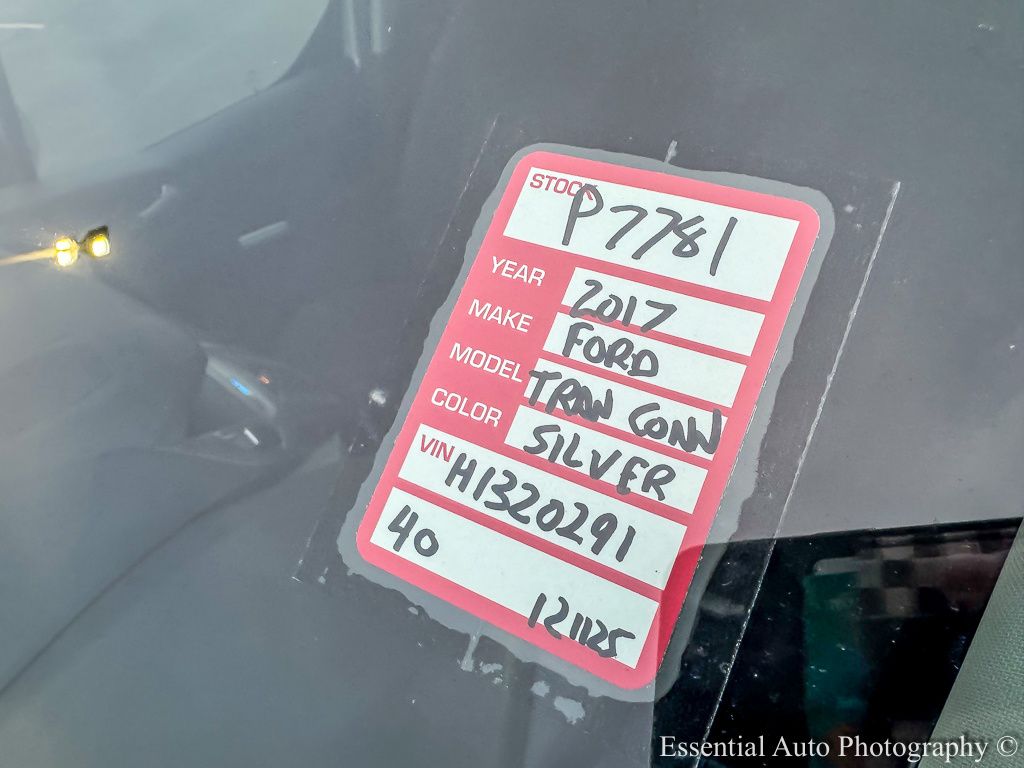 STOCK P7781
YEAR 2017
MAKE FORD
MODEL TRAN CONN
COLOR SILVER
VIN H1320291
40
121125
Essential Auto Photography ©